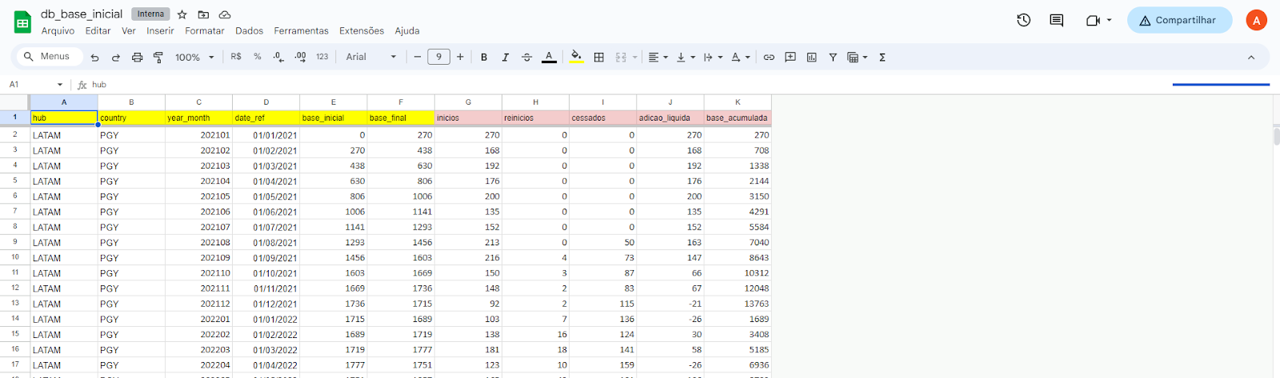 db_base_inicial Interna
Arquivo Editar Ver Inserir Formatar Dados Ferramentas Extensões Ajuda
Compartilhar A
Menus 100% R$ % .0 .00 123 Arial 9 B I A
A1 fx hub
A B C D E F G H I J K
1 hub country year_month date_ref base_inicial base_final inicios reinicios cessados adicao_liquida base_acumulada
2 LATAM PGY 202101 01/01/2021 0 270 270 0 0 270 270
3 LATAM PGY 202102 01/02/2021 270 438 168 0 0 168 708
4 LATAM PGY 202103 01/03/2021 438 630 192 0 0 192 1338
5 LATAM PGY 202104 01/04/2021 630 806 176 0 0 176 2144
6 LATAM PGY 202105 01/05/2021 806 1006 200 0 0 200 3150
7 LATAM PGY 202106 01/06/2021 1006 1141 135 0 0 135 4291
8 LATAM PGY 202107 01/07/2021 1141 1293 152 0 0 152 5584
9 LATAM PGY 202108 01/08/2021 1293 1456 213 0 50 163 7040
10 LATAM PGY 202109 01/09/2021 1456 1603 216 4 73 147 8643
11 LATAM PGY 202110 01/10/2021 1603 1669 150 3 87 66 10312
12 LATAM PGY 202111 01/11/2021 1669 1736 148 2 83 67 12048
13 LATAM PGY 202112 01/12/2021 1736 1715 92 2 115 -21 13763
14 LATAM PGY 202201 01/01/2022 1715 1689 103 7 136 -26 1689
15 LATAM PGY 202202 01/02/2022 1689 1719 138 16 124 30 3408
16 LATAM PGY 202203 01/03/2022 1719 1777 181 18 141 58 5185
17 LATAM PGY 202204 01/04/2022 1777 1751 123 10 159 -26 6936